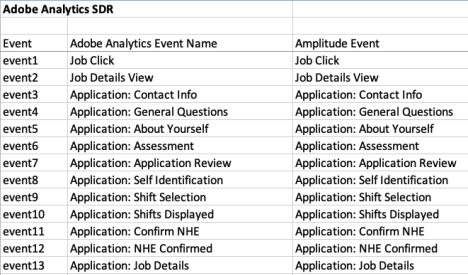 Adobe Analytics SDR
Event Adobe Analytics Event Name Amplitude Event
event1 Job Click Job Click
event2 Job Details View Job Details View
event3 Application: Contact Info Application: Contact Info
event4 Application: General Questions Application: General Questions
event5 Application: About Yourself Application: About Yourself
event6 Application: Assessment Application: Assessment
event7 Application: Application Review Application: Application Review
event8 Application: Self Identification Application: Self Identification
event9 Application: Shift Selection Application: Shift Selection
event10 Application: Shifts Displayed Application: Shifts Displayed
event11 Application: Confirm NHE Application: Confirm NHE
event12 Application: NHE Confirmed Application: NHE Confirmed
event13 Application: Job Details Application: Job Details